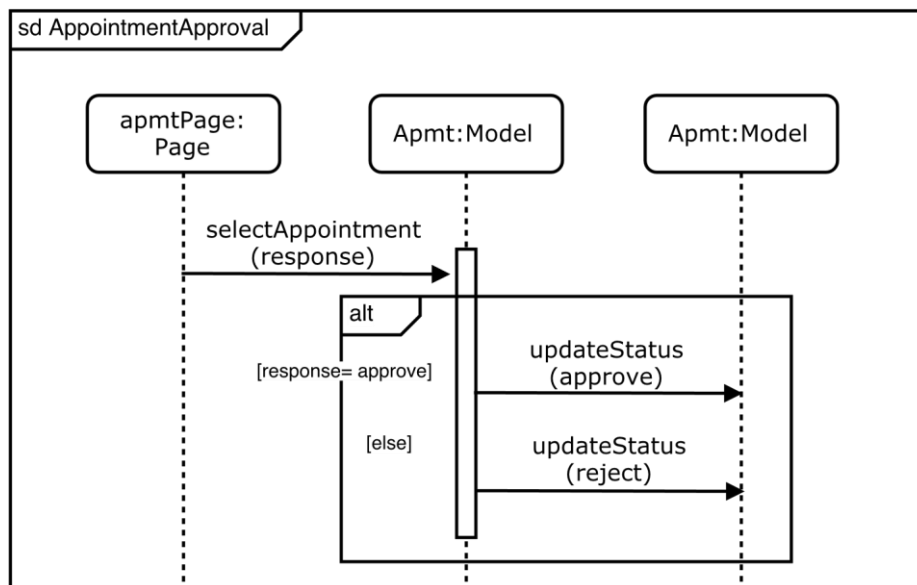 sd AppointmentApproval
apmtPage:
Page
Apmt:Model
Apmt:Model
selectAppointment
(response)
alt
[response= approve]
updateStatus
(approve)
[else]
updateStatus
(reject)